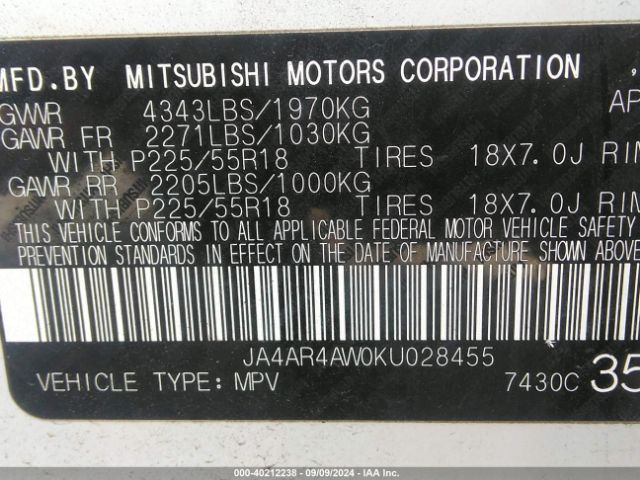 MFD.BY MITSUBISHI MOTORS CORPORATION
GVWR 4343LBS/1970KG AP
GAWR FR 2271LBS/1030KG
WITH P225/55R18 TIRES 18X7.0J RIM
GAWR RR 2205LBS/1000KG
WITH P225/55R18 TIRES 18X7.0J RIM
THIS VEHICLE CONFORMS TO ALL APPLICABLE FEDERAL MOTOR VEHICLE SAFETY
PREVENTION STANDARDS IN EFFECT ON THE DATE OF MANUFACTURE SHOWN ABOVE
JA4AR4AW0KU028455
VEHICLE TYPE: MPV 7430C 35
000-40212238 - 09/09/2024 - IAA Inc.